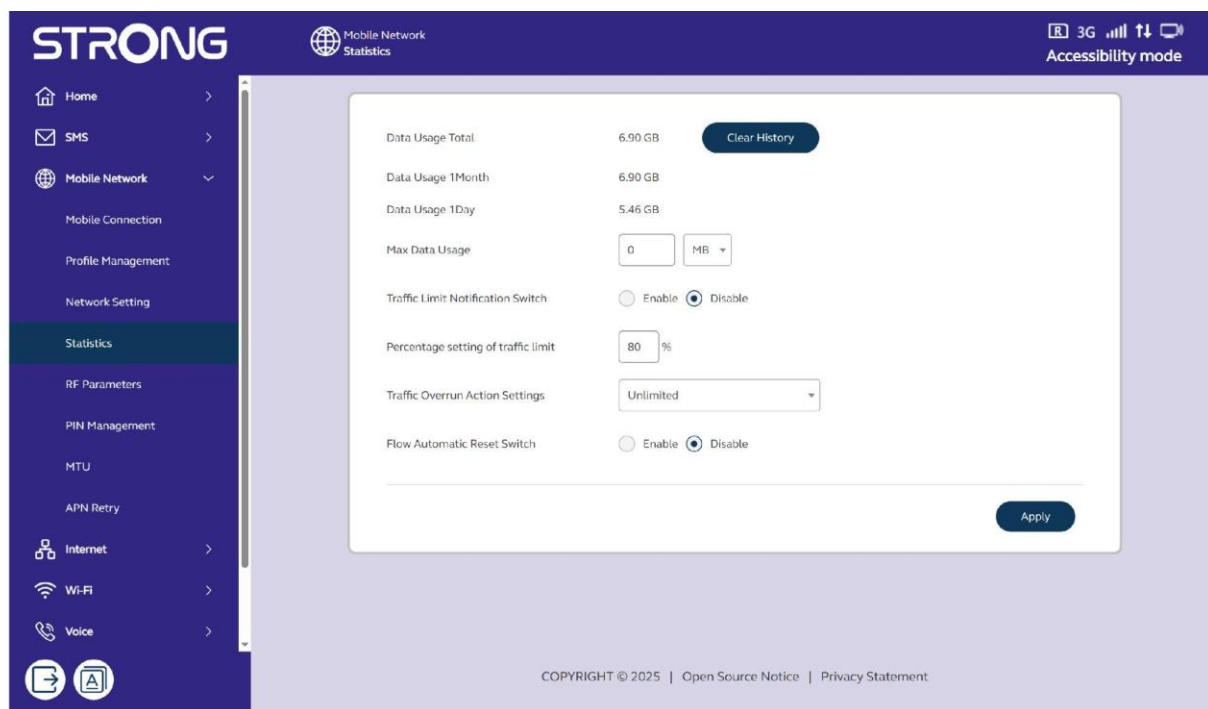 STRONG
Mobile Network
Statistics
R 3G
Accessibility mode
Home
SMS
Mobile Network
Mobile Connection
Profile Management
Network Setting
Statistics
RF Parameters
PIN Management
MTU
APN Retry
Internet
Wi-Fi
Voice
A
Data Usage Total 6.90 GB Clear History
Data Usage 1Month 6.90 GB
Data Usage 1Day 5.46 GB
Max Data Usage 0 MB
Traffic Limit Notification Switch Enable Disable
Percentage setting of traffic limit 80 %
Traffic Overrun Action Settings Unlimited
Flow Automatic Reset Switch Enable Disable
Apply
COPYRIGHT © 2025 | Open Source Notice | Privacy Statement